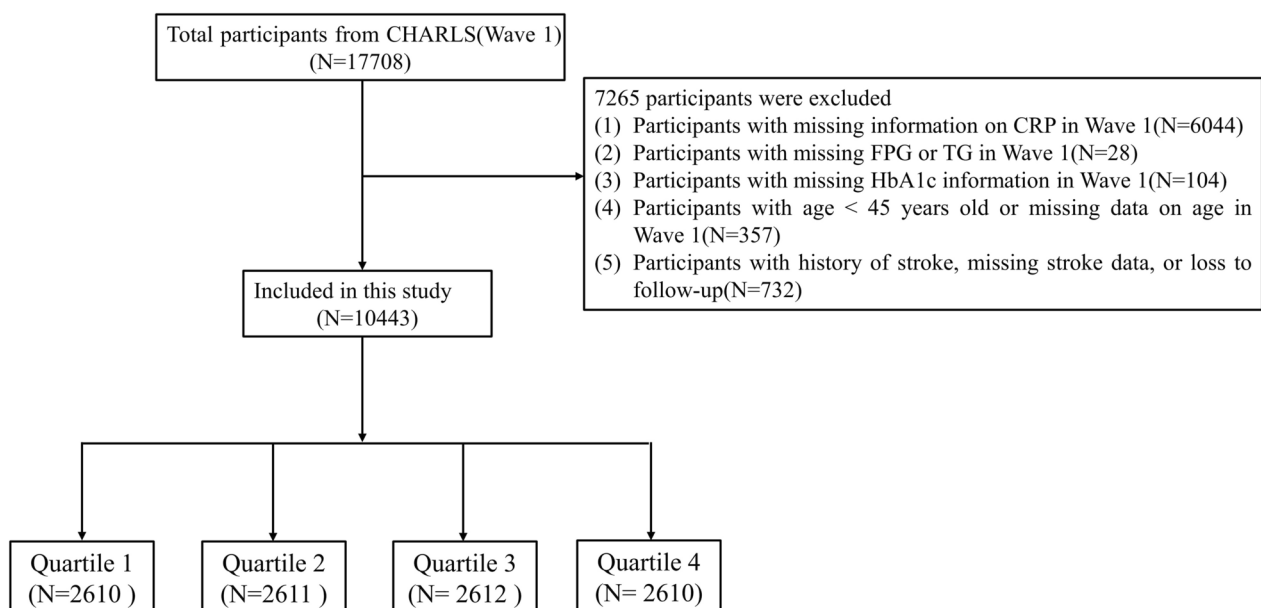 Total participants from CHARLS(Wave 1)
(N=17708)
7265 participants were excluded
(1) Participants with missing information on CRP in Wave 1(N=6044)
(2) Participants with missing FPG or TG in Wave 1(N=28)
(3) Participants with missing HbA1c information in Wave 1(N=104)
(4) Participants with age < 45 years old or missing data on age in
Wave 1(N=357)
(5) Participants with history of stroke, missing stroke data, or loss to
follow-up(N=732)
Included in this study
(N=10443)
Quartile 1
(N=2610 )
Quartile 2
(N=2611 )
Quartile 3
(N= 2612 )
Quartile 4
(N= 2610)